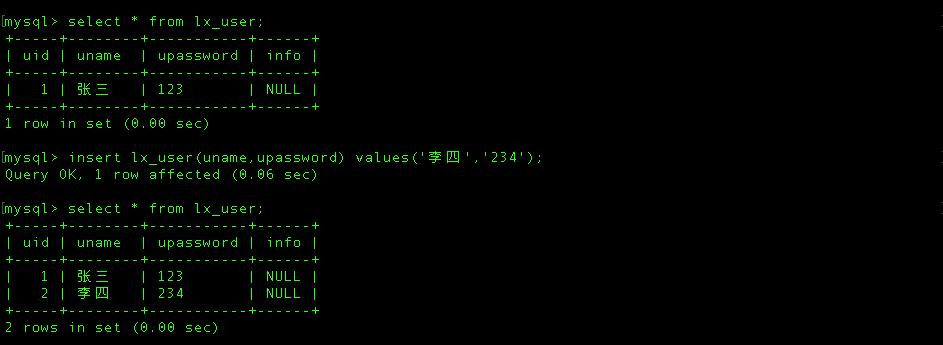 mysql> select * from lx_user;
+-----+--------+-----------+------+
| uid | uname  | upassword | info |
+-----+--------+-----------+------+
|   1 | 张三   | 123       | NULL |
+-----+--------+-----------+------+
1 row in set (0.00 sec)
mysql> insert lx_user(uname,upassword) values('李四','234');
Query OK, 1 row affected (0.06 sec)
mysql> select * from lx_user;
+-----+--------+-----------+------+
| uid | uname  | upassword | info |
+-----+--------+-----------+------+
|   1 | 张三   | 123       | NULL |
|   2 | 李四   | 234       | NULL |
+-----+--------+-----------+------+
2 rows in set (0.00 sec)